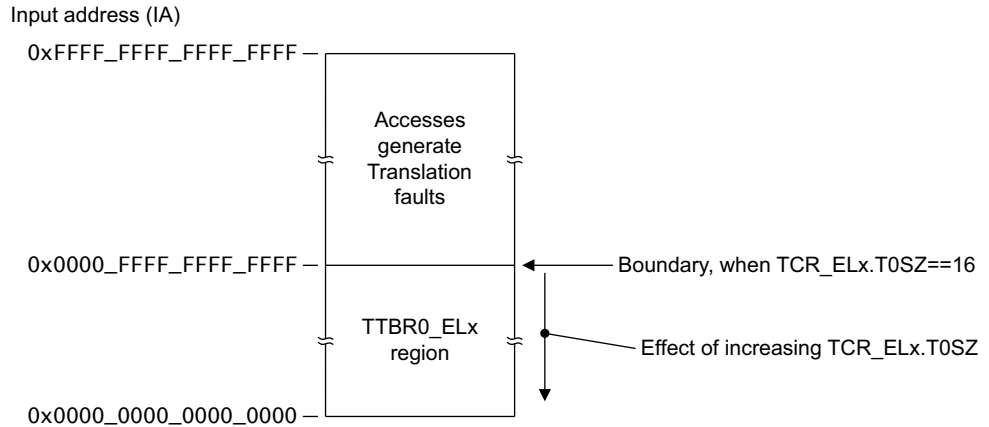 Input address (IA)
0xFFFF_FFFF_FFFF_FFFF
Accesses
generate
Translation
faults
0x0000_FFFF_FFFF_FFFF
Boundary, when TCR_ELx.T0SZ==16
TTBR0_ELx
region
Effect of increasing TCR_ELx.T0SZ
0x0000_0000_0000_0000